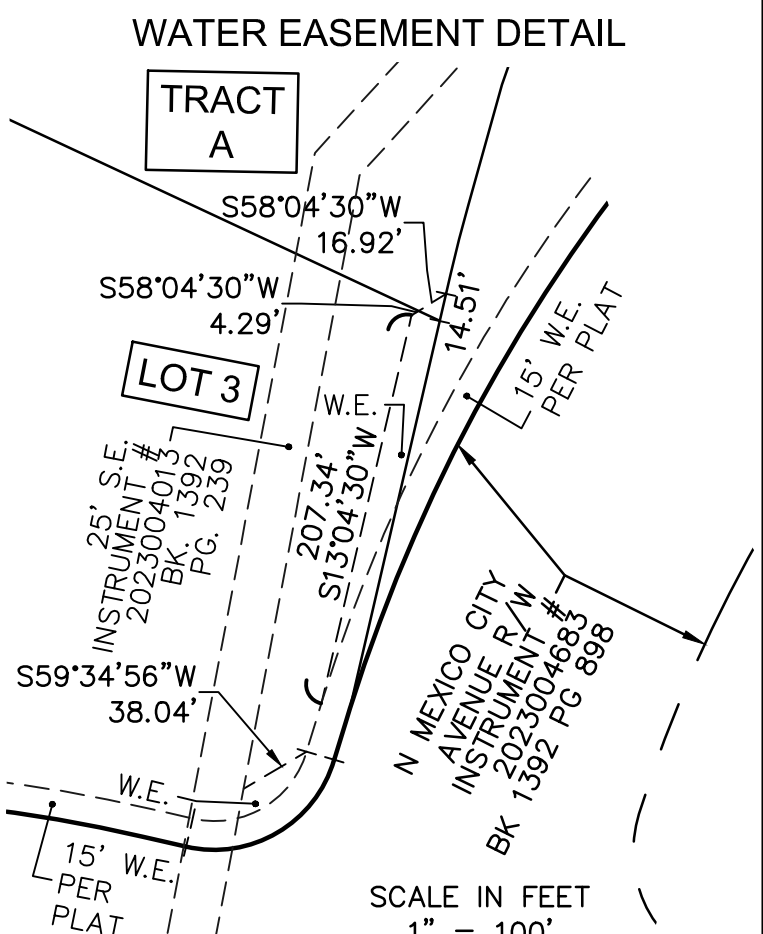 WATER EASEMENT DETAIL
TRACT
A
S58°04'30"W
16.92'
S58°04'30"W
4.29'
14.51'
15' W.E.
PER PLAT
LOT 3
W.E.
207.34'
S13°04'30"W
25' S.E.
INSTRUMENT #
2023004013
BK. 1392
PG. 239
N MEXICO CITY
AVENUE R/W
INSTRUMENT #
2023004683
BK 1392 PG 898
S59°34'56"W
38.04'
W.E.
15' W.E.
PER
PLAT
SCALE IN FEET
1" = 100'